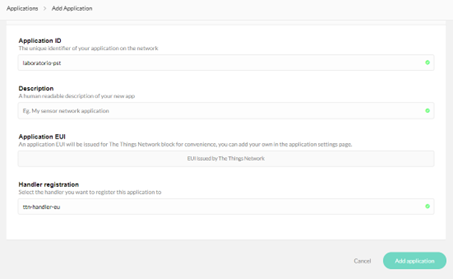 Applications > Add Application
Application ID
The unique identifier of your application on the network
laboratorio-pst
Description
A human readable description of your new app
Eg. My sensor network application
Application EUI
An application EUI will be issued for The Things Network block for convenience, you can add your own in the application settings page.
EUI issued by The Things Network
Handler registration
Select the handler you want to register this application to
ttn-handler-eu
Cancel
Add application